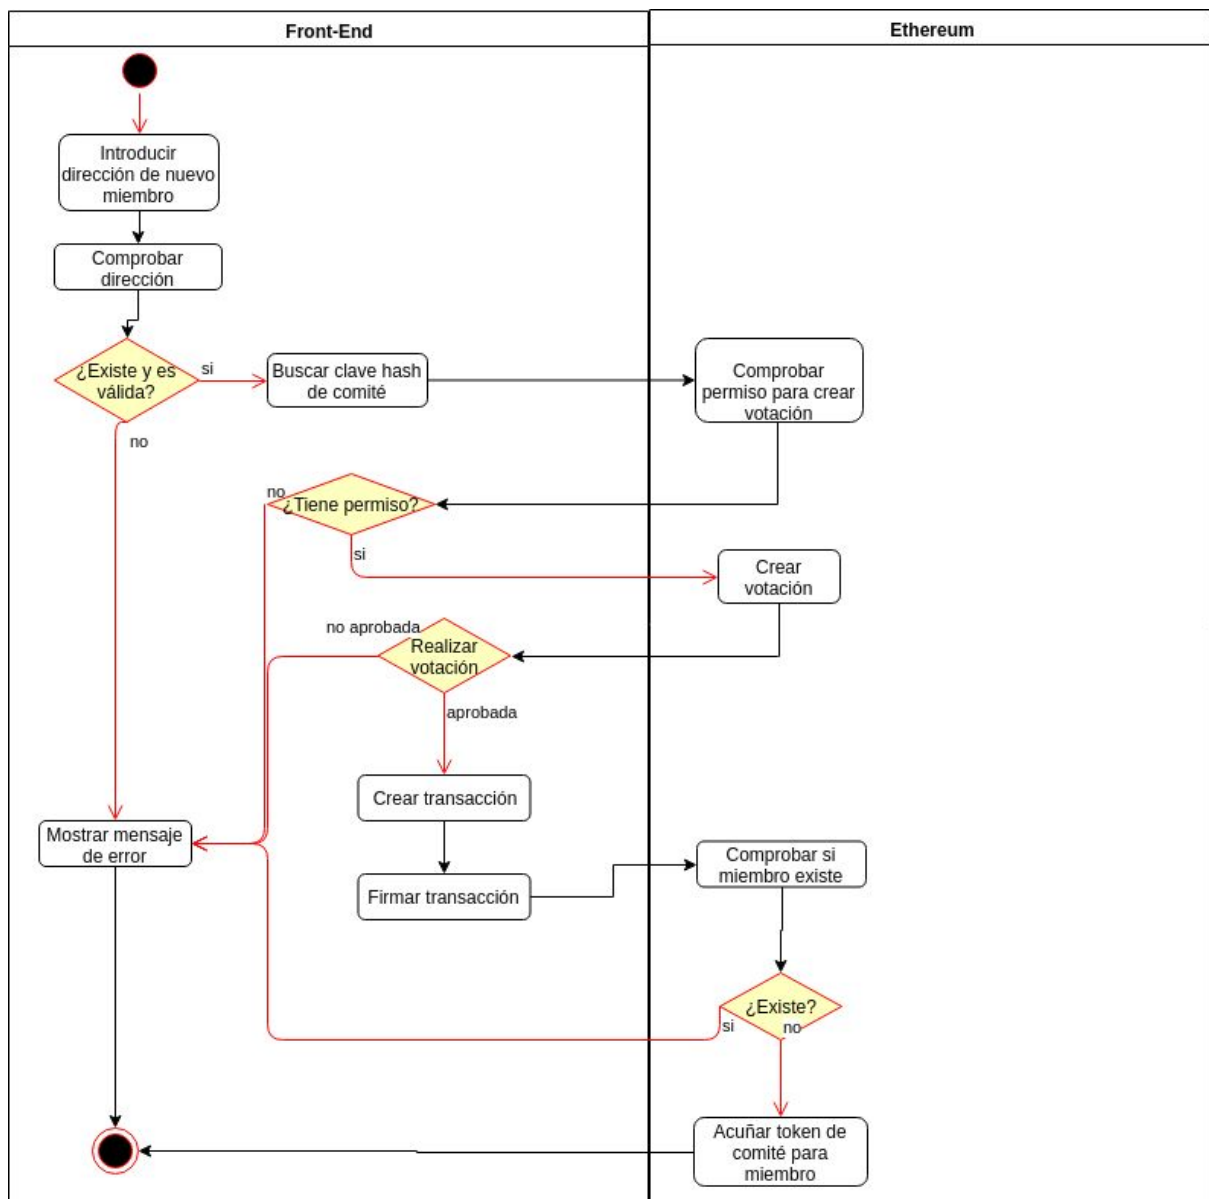 Front-End
Ethereum
Introducir
dirección de nuevo
miembro
Comprobar
dirección
¿Existe y es
válida?
si
no
Buscar clave hash
de comité
Comprobar
permiso para crear
votación
no
¿Tiene permiso?
si
Crear
votación
no aprobada
Realizar
votación
aprobada
Crear transacción
Mostrar mensaje
de error
Firmar transacción
Comprobar si
miembro existe
¿Existe?
si
no
Acuñar token de
comité para
miembro